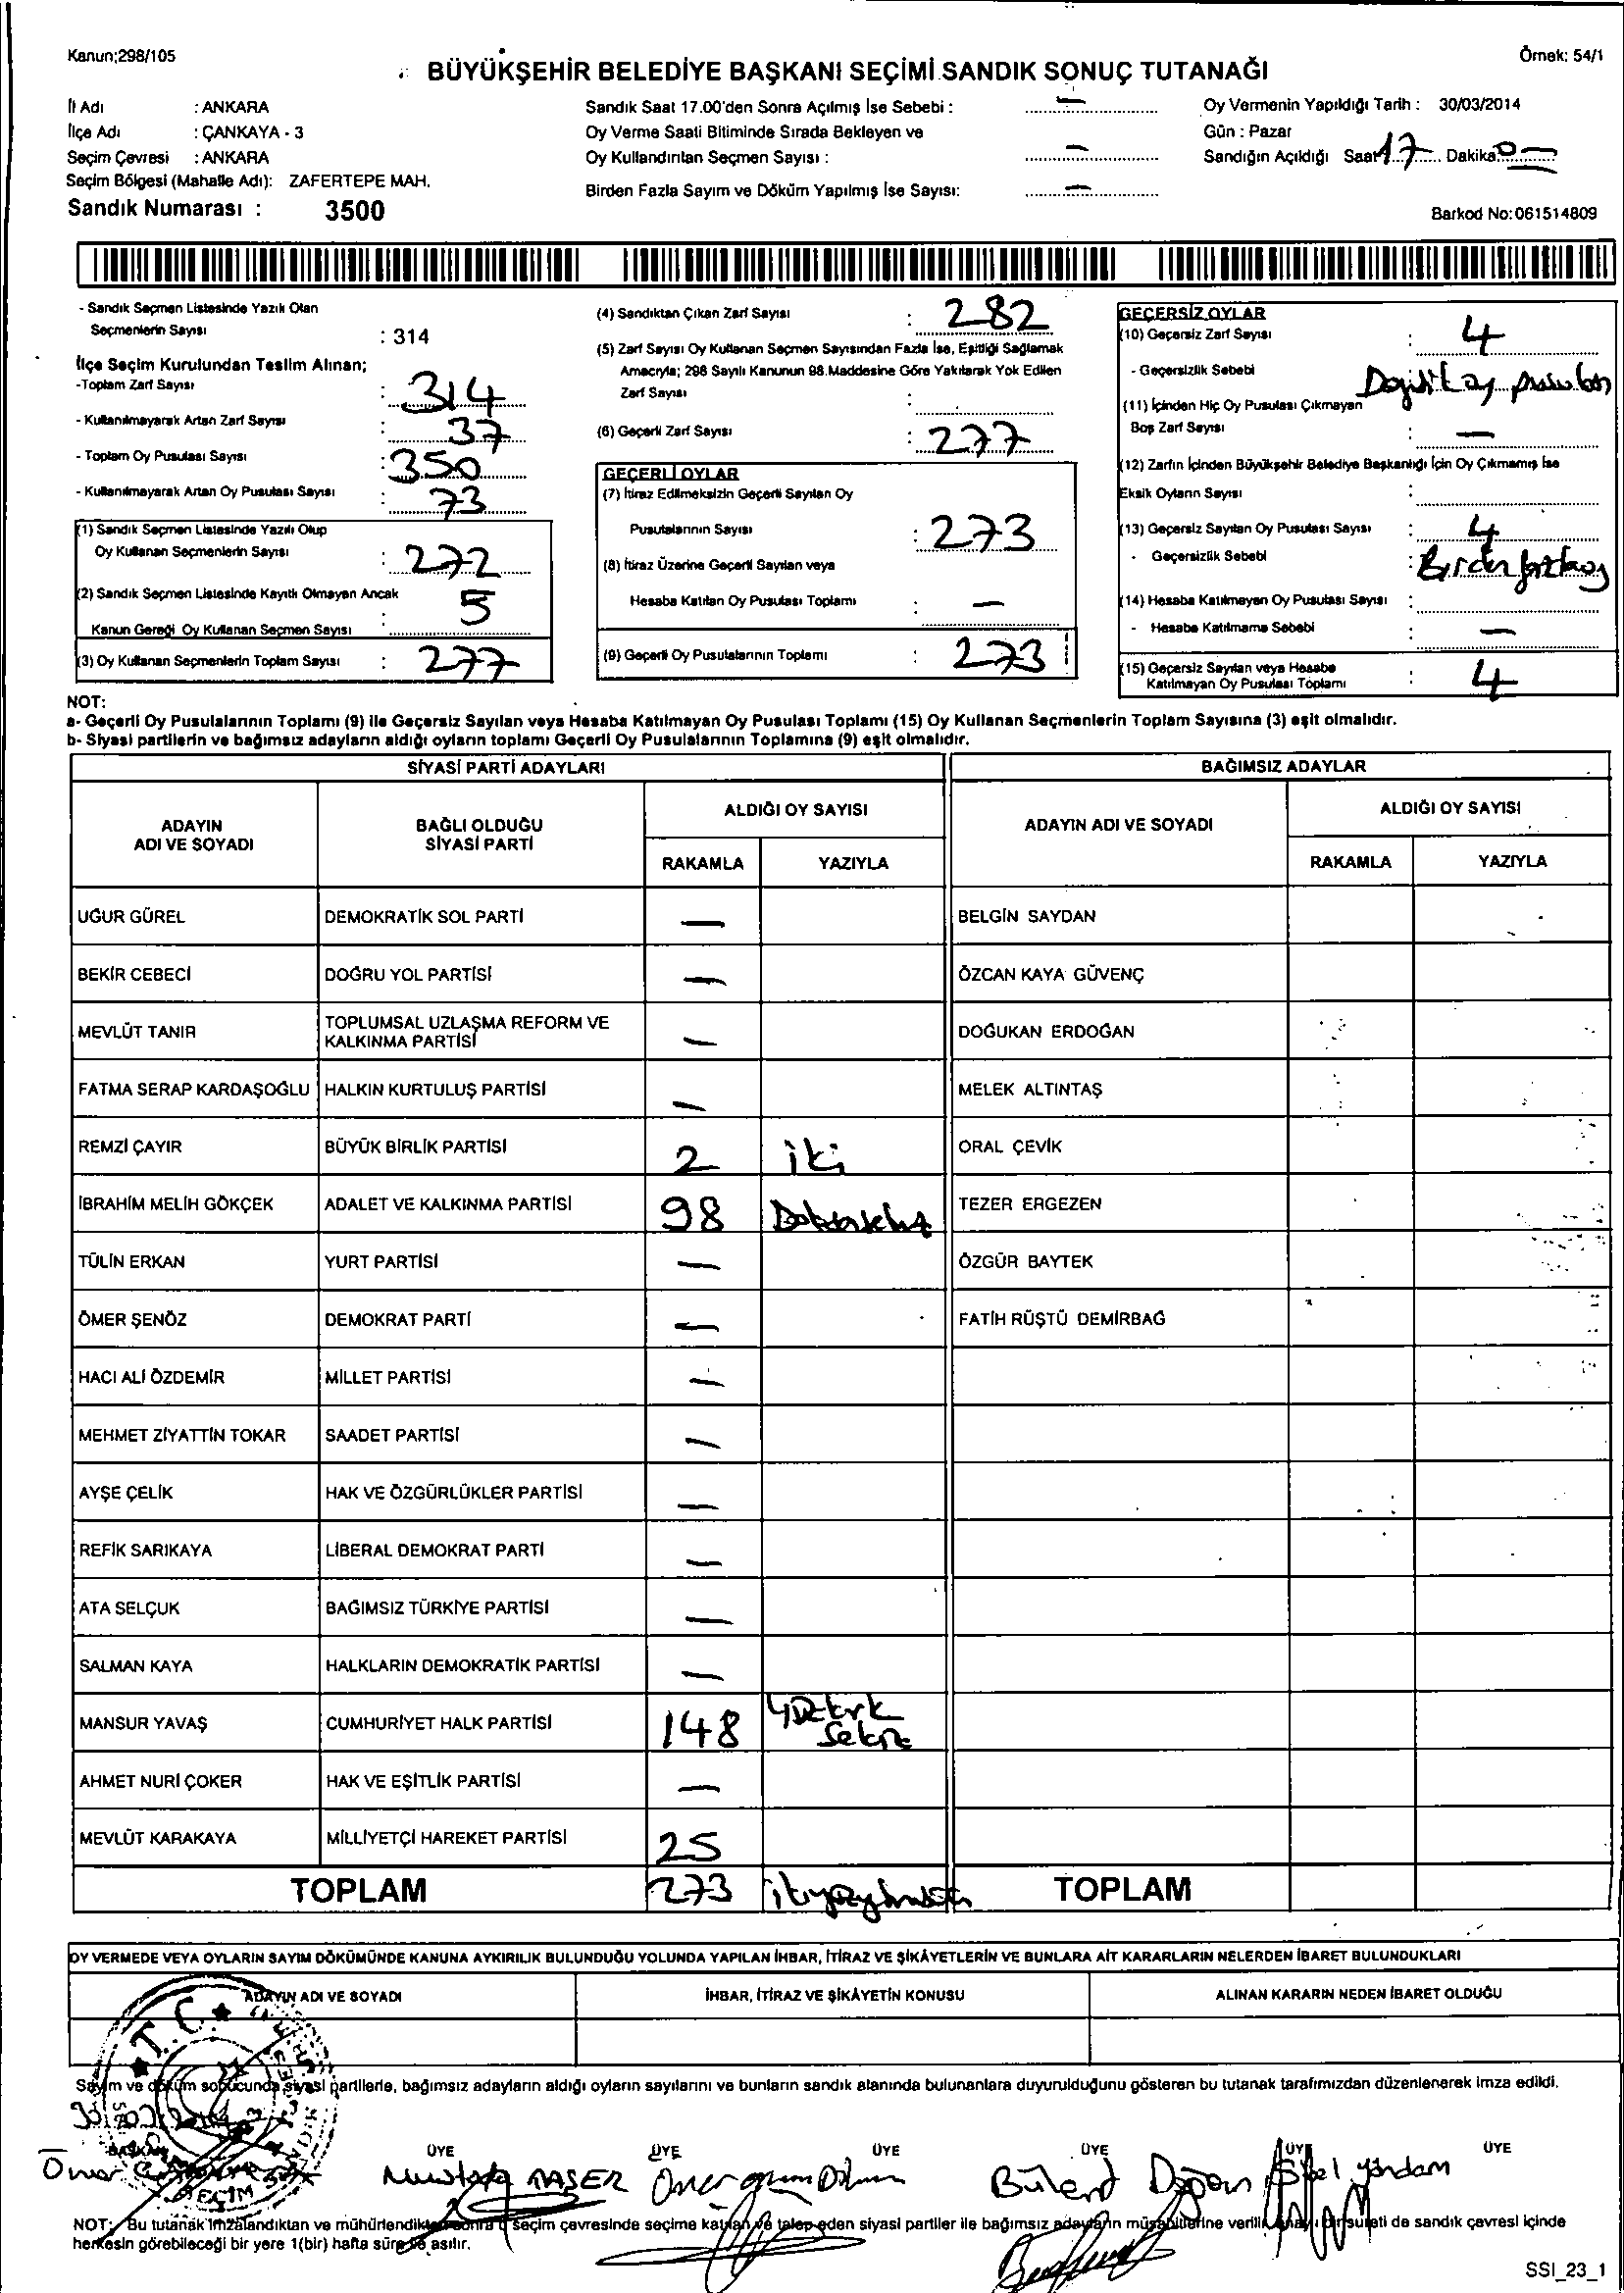 Kanun;298/105
Örnek: 54/1
BÜYÜKŞEHİR BELEDİYE BAŞKANI SEÇİMİ SANDIK SONUÇ TUTANAĞI
İl Adı : ANKARA
İlçe Adı : ÇANKAYA - 3
Seçim Çevresi : ANKARA
Seçim Bölgesi (Mahalle Adı): ZAFERTEPE MAH.
Sandık Numarası : 3500
Sandık Saat 17.00'den Sonra Açılmış İse Sebebi : —
Oy Verme Saati Bitiminde Sırada Bekleyen ve
Oy Kullandırılan Seçmen Sayısı : —
Birden Fazla Sayım ve Döküm Yapılmış İse Sayısı: —
Oy Vermenin Yapıldığı Tarih : 30/03/2014
Gün : Pazar
Sandığın Açıldığı Saat 17 Dakika 0
Barkod No:061514809
- Sandık Seçmen Listesinde Yazılı Olan
Seçmenlerin Sayısı : 314
İlçe Seçim Kurulundan Teslim Alınan;
-Toplam Zarf Sayısı : 314
- Kullanılmayarak Artan Zarf Sayısı : 37
- Toplam Oy Pusulası Sayısı : 350
- Kullanılmayarak Artan Oy Pusulası Sayısı : 73
(1) Sandık Seçmen Listesinde Yazılı Olup
Oy Kullanan Seçmenlerin Sayısı : 272
(2) Sandık Seçmen Listesinde Kayıtlı Olmayan Ancak
Kanun Gereği Oy Kullanan Seçmen Sayısı : 5
(3) Oy Kullanan Seçmenlerin Toplam Sayısı : 277
(4) Sandıktan Çıkan Zarf Sayısı : 282
(5) Zarf Sayısı Oy Kullanan Seçmen Sayısından Fazla İse, Eşitliği Sağlamak
Amacıyla; 298 Sayılı Kanunun 98.Maddesine Göre Yakılarak Yok Edilen
Zarf Sayısı :
(6) Geçerli Zarf Sayısı : 277
GEÇERLİ OYLAR
(7) İtiraz Edilmeksizin Geçerli Sayılan Oy
Pusulalarının Sayısı : 273
(8) İtiraz Üzerine Geçerli Sayılan veya
Hesaba Katılan Oy Pusulası Toplamı : —
(9) Geçerli Oy Pusulalarının Toplamı : 273
GEÇERSİZ OYLAR
(10) Geçersiz Zarf Sayısı : 4
- Geçersizlik Sebebi
(11) İçinden Hiç Oy Pusulası Çıkmayan
Boş Zarf Sayısı : —
(12) Zarfın İçinden Büyükşehir Belediye Başkanlığı İçin Oy Çıkmamış İse
Eksik Oyların Sayısı :
(13) Geçersiz Sayılan Oy Pusulası Sayısı : 4
- Geçersizlik Sebebi : Birden fazla oy
(14) Hesaba Katılmayan Oy Pusulası Sayısı :
- Hesaba Katılmama Sebebi : —
(15) Geçersiz Sayılan veya Hesaba
Katılmayan Oy Pusulası Toplamı : 4
NOT:
a- Geçerli Oy Pusulalarının Toplamı (9) ile Geçersiz Sayılan veya Hesaba Katılmayan Oy Pusulası Toplamı (15) Oy Kullanan Seçmenlerin Toplam Sayısına (3) eşit olmalıdır.
b- Siyasi partilerin ve bağımsız adayların aldığı oyların toplamı Geçerli Oy Pusulalarının Toplamına (9) eşit olmalıdır.
SİYASİ PARTİ ADAYLARI
BAĞIMSIZ ADAYLAR
ADAYIN
ADI VE SOYADI
BAĞLI OLDUĞU
SİYASİ PARTİ
ALDIĞI OY SAYISI
RAKAMLA YAZIYLA
ADAYIN ADI VE SOYADI
ALDIĞI OY SAYISI
RAKAMLA YAZIYLA
UĞUR GÜREL DEMOKRATİK SOL PARTİ — BELGİN SAYDAN
BEKİR CEBECİ DOĞRU YOL PARTİSİ — ÖZCAN KAYA GÜVENÇ
MEVLÜT TANIR TOPLUMSAL UZLAŞMA REFORM VE
KALKINMA PARTİSİ — DOĞUKAN ERDOĞAN
FATMA SERAP KARDAŞOĞLU HALKIN KURTULUŞ PARTİSİ — MELEK ALTINTAŞ
REMZİ ÇAYIR BÜYÜK BİRLİK PARTİSİ 2 iki ORAL ÇEVİK
İBRAHİM MELİH GÖKÇEK ADALET VE KALKINMA PARTİSİ 98 TEZER ERGEZEN
TÜLİN ERKAN YURT PARTİSİ — ÖZGÜR BAYTEK
ÖMER ŞENÖZ DEMOKRAT PARTİ — FATİH RÜŞTÜ DEMİRBAĞ
HACI ALİ ÖZDEMİR MİLLET PARTİSİ —
MEHMET ZİYATTİN TOKAR SAADET PARTİSİ —
AYŞE ÇELİK HAK VE ÖZGÜRLÜKLER PARTİSİ —
REFİK SARIKAYA LİBERAL DEMOKRAT PARTİ —
ATA SELÇUK BAĞIMSIZ TÜRKİYE PARTİSİ —
SALMAN KAYA HALKLARIN DEMOKRATİK PARTİSİ —
MANSUR YAVAŞ CUMHURİYET HALK PARTİSİ 148 yüzkırk
sekiz
AHMET NURİ ÇOKER HAK VE EŞİTLİK PARTİSİ —
MEVLÜT KARAKAYA MİLLİYETÇİ HAREKET PARTİSİ 25
TOPLAM 273 TOPLAM
OY VERMEDE VEYA OYLARIN SAYIM DÖKÜMÜNDE KANUNA AYKIRILIK BULUNDUĞU YOLUNDA YAPILAN İHBAR, İTİRAZ VE ŞİKÂYETLERİN VE BUNLARA AİT KARARLARIN NELERDEN İBARET BULUNDUKLARI
ADAYIN ADI VE SOYADI İHBAR, İTİRAZ VE ŞİKÂYETİN KONUSU ALINAN KARARIN NEDEN İBARET OLDUĞU
T.C.
Sayım ve döküm sonucunda siyasi partilerle, bağımsız adayların aldığı oyların sayılarını ve bunların sandık alanında bulunanlara duyurulduğunu gösteren bu tutanak tarafımızdan düzenlenerek imza edildi.
BAŞKAN ÜYE ÜYE ÜYE ÜYE ÜYE ÜYE
Ömer Mustafa Bülent Doğan Sibel yardam
SEÇİM
NOT: Bu tutanak imzalandıktan ve mühürlendikten sonra seçim çevresinde seçime katılan ve talep eden siyasi partiler ile bağımsız adayların müşahitlerine verilir, onaylı bir sureti de sandık çevresi içinde
herkesin görebileceği bir yere 1(bir) hafta süre ile asılır.
SSI_23_1